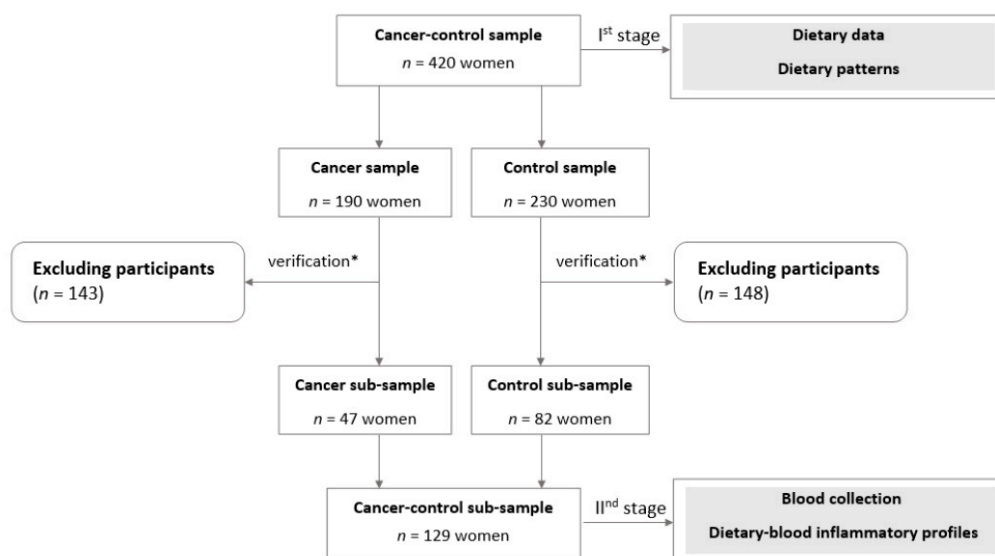 Cancer-control sample
n = 420 women
Ist stage
Dietary data
Dietary patterns
Cancer sample
n = 190 women
Control sample
n = 230 women
Excluding participants
(n = 143)
verification*
verification*
Excluding participants
(n = 148)
Cancer sub-sample
n = 47 women
Control sub-sample
n = 82 women
Cancer-control sub-sample
n = 129 women
IInd stage
Blood collection
Dietary-blood inflammatory profiles